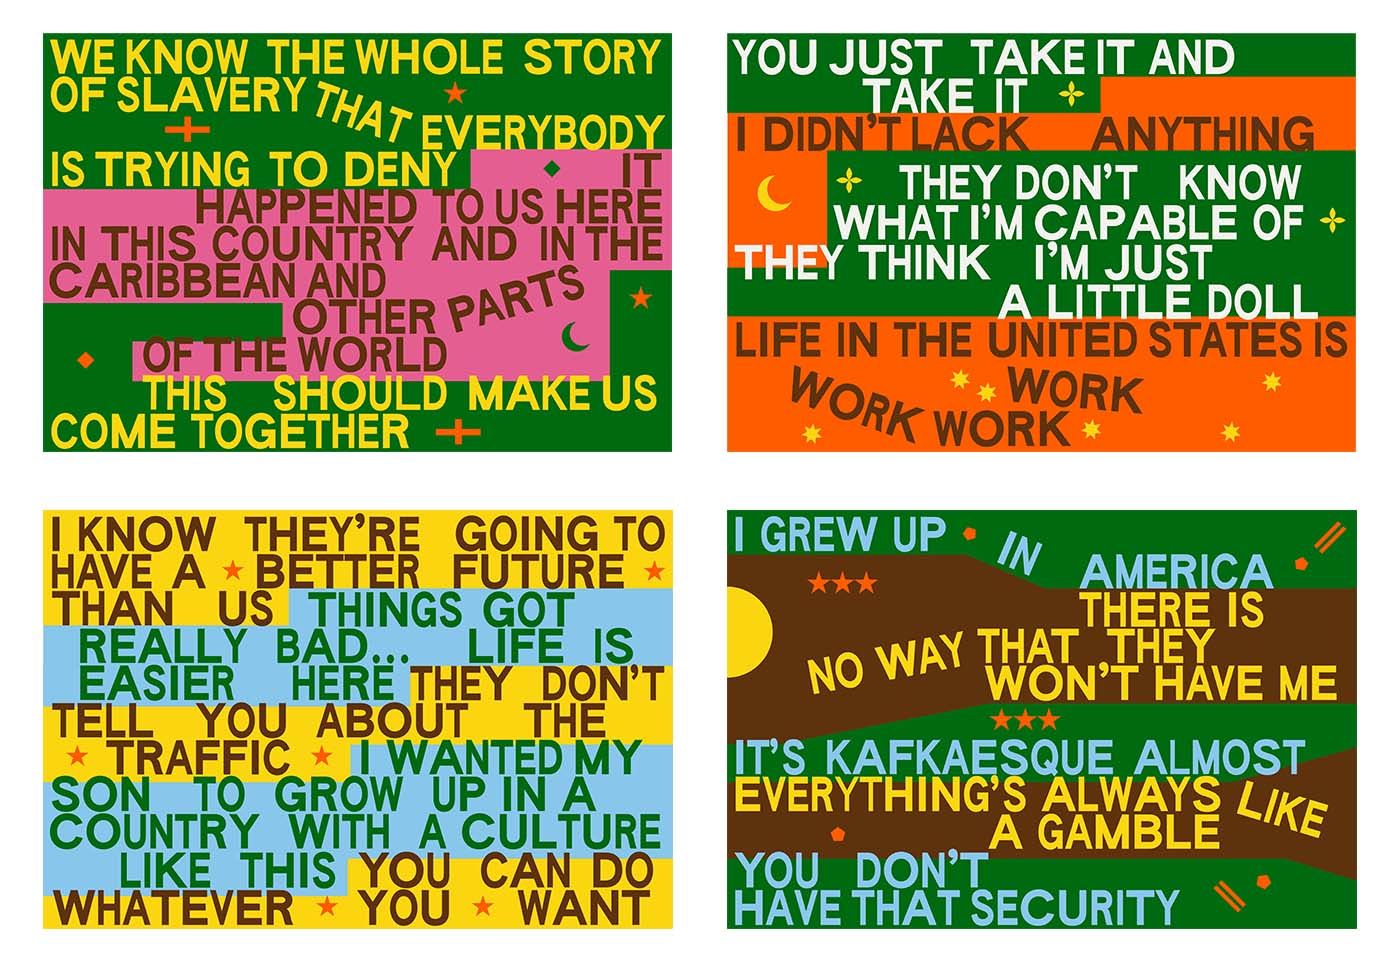 WE KNOW THE WHOLE STORY
OF SLAVERY THAT
EVERYBODY
IS TRYING TO DENY
IT
HAPPENED TO US HERE
IN THIS COUNTRY AND IN THE
CARIBBEAN AND
OTHER PARTS
OF THE WORLD
THIS SHOULD MAKE US
COME TOGETHER
YOU JUST TAKE IT AND
TAKE IT
I DIDN'T LACK ANYTHING
THEY DON'T KNOW
WHAT I'M CAPABLE OF
THEY THINK I'M JUST
A LITTLE DOLL
LIFE IN THE UNITED STATES IS
WORK WORK WORK
I KNOW THEY'RE GOING TO
HAVE A BETTER FUTURE
THAN US THINGS GOT
REALLY BAD... LIFE IS
EASIER HERE THEY DON'T
TELL YOU ABOUT THE
TRAFFIC I WANTED MY
SON TO GROW UP IN A
COUNTRY WITH A CULTURE
LIKE THIS YOU CAN DO
WHATEVER YOU WANT
I GREW UP IN
AMERICA
THERE IS
NO WAY THAT THEY
WON'T HAVE ME
IT'S KAFKAESQUE ALMOST
EVERYTHING'S ALWAYS LIKE
A GAMBLE
YOU DON'T
HAVE THAT SECURITY